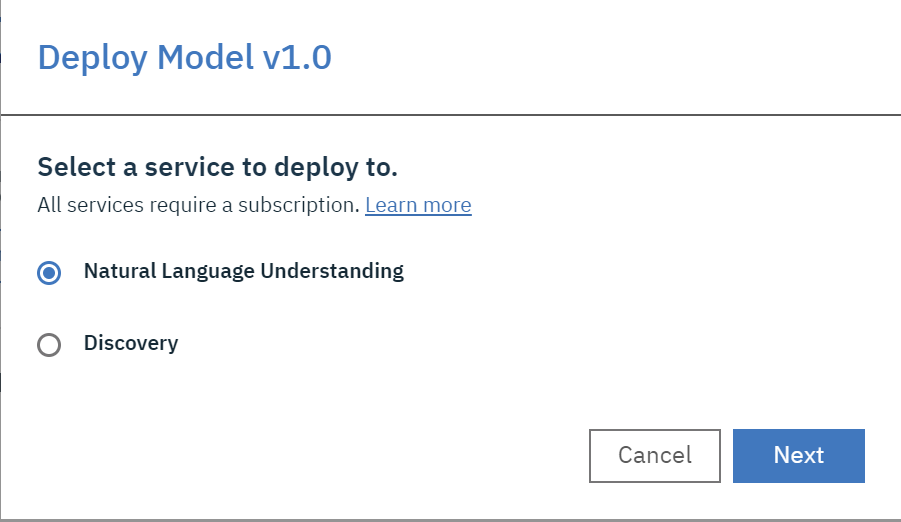 Deploy Model v1.0
Select a service to deploy to.
All services require a subscription. Learn more
Natural Language Understanding
Discovery
Cancel Next